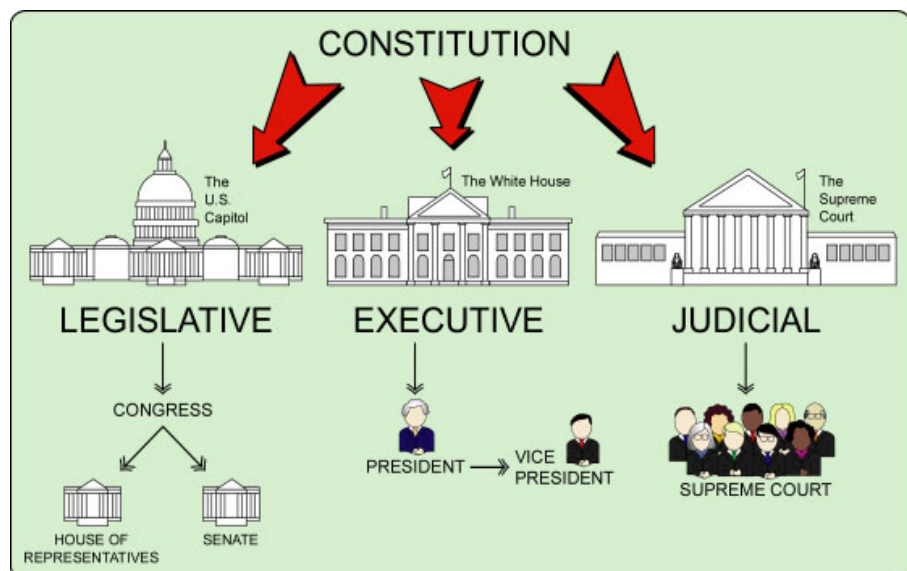 CONSTITUTION
The
U.S.
Capitol
The White House
The
Supreme
Court
LEGISLATIVE
EXECUTIVE
JUDICIAL
CONGRESS
PRESIDENT
VICE
PRESIDENT
SUPREME COURT
HOUSE OF
REPRESENTATIVES
SENATE